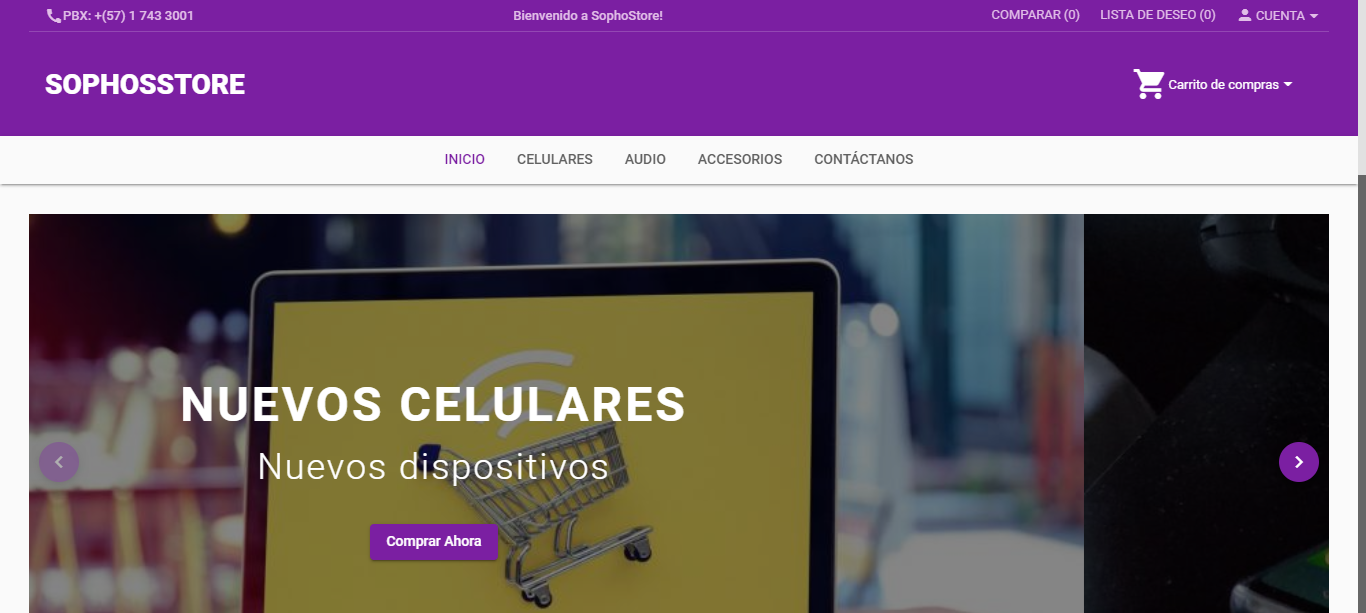 PBX: +(57) 1 743 3001
Bienvenido a SophoStore!
COMPARAR (0)
LISTA DE DESEO (0)
CUENTA
SOPHOSSTORE
Carrito de compras
INICIO
CELULARES
AUDIO
ACCESORIOS
CONTÁCTANOS
NUEVOS CELULARES
Nuevos dispositivos
Comprar Ahora